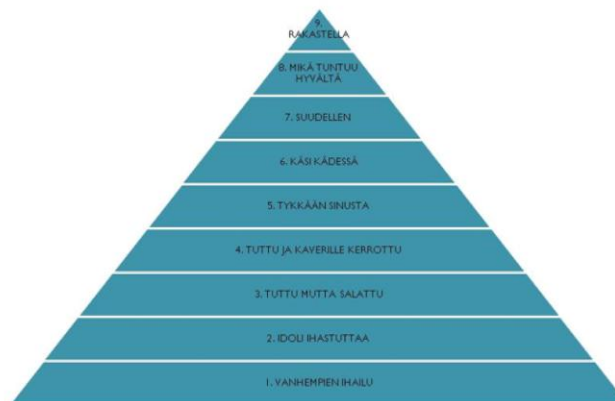 9.
RAKASTELLA
8. MIKÄ TUNTUU
HYVÄLTÄ
7. SUUDELLEN
6. KÄSI KÄDESSÄ
5. TYKKÄÄN SINUSTA
4. TUTTU JA KAVERILLE KERROTTU
3. TUTTU MUTTA SALATTU
2. IDOLI IHASTUTTAA
1. VANHEMPIEN IHAILU